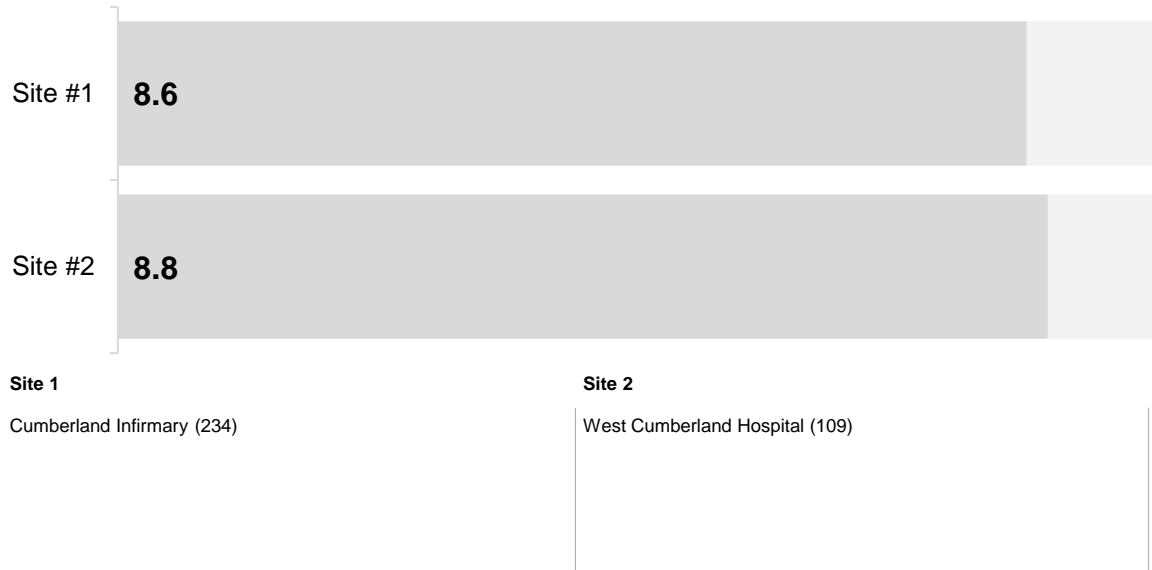 Site #1
8.6
Site #2
8.8
Site 1
Site 2
Cumberland Infirmary (234)
West Cumberland Hospital (109)